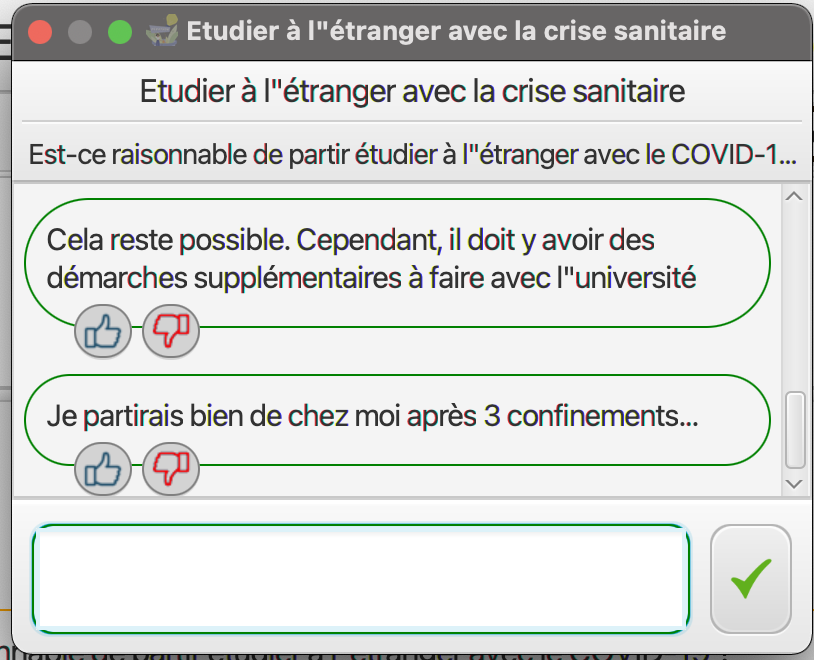 Etudier à l"étranger avec la crise sanitaire
Etudier à l"étranger avec la crise sanitaire
Est-ce raisonnable de partir étudier à l"étranger avec le COVID-1...
Cela reste possible. Cependant, il doit y avoir des
démarches supplémentaires à faire avec l"université
Je partirais bien de chez moi après 3 confinements...